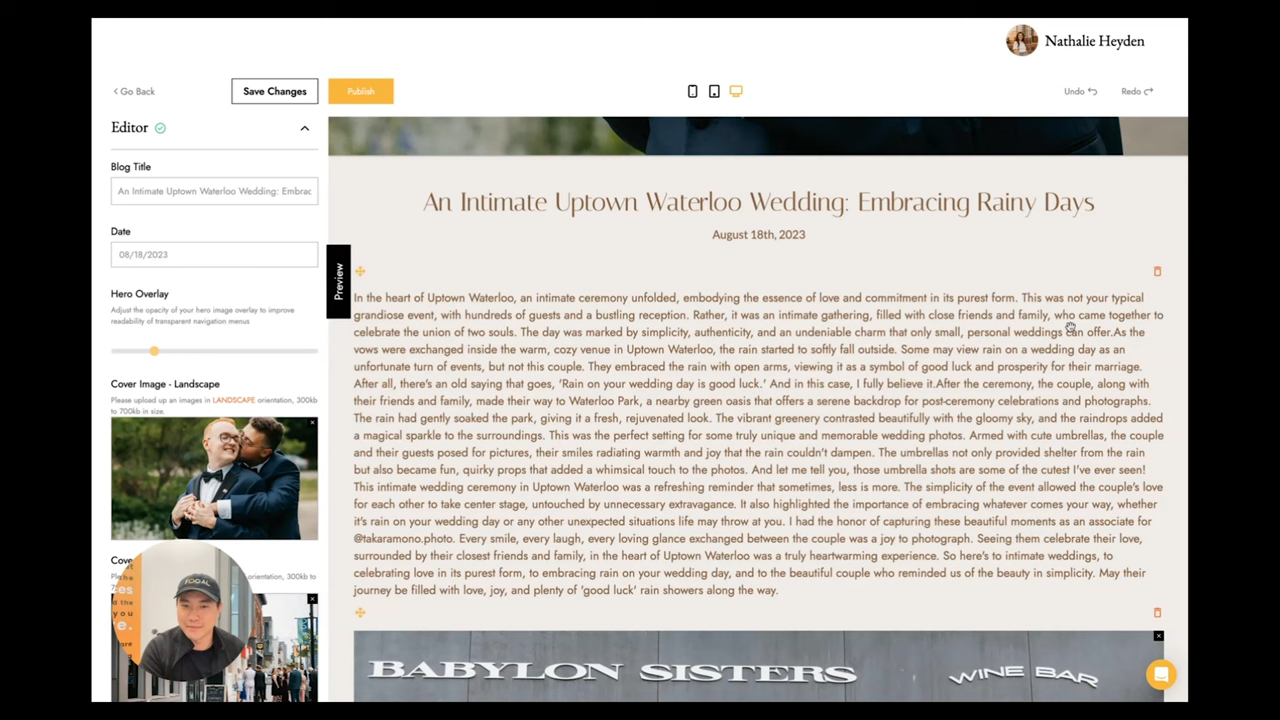 Nathalie Heyden
Go Back
Save Changes
Publish
Undo
Redo
Editor
Blog Title
An Intimate Uptown Waterloo Wedding: Embrac
Date
08/18/2023
Hero Overlay
Adjust the opacity of your hero image overlay to improve
readability of transparent navigation menus
Cover Image - Landscape
Please upload up an images in LANDSCAPE orientation, 300kb
to 700kb in size.
Cove
orientation, 300kb to
FOGAL
Preview
An Intimate Uptown Waterloo Wedding: Embracing Rainy Days
August 18th, 2023
In the heart of Uptown Waterloo, an intimate ceremony unfolded, embodying the essence of love and commitment in its purest form. This was not your typical
grandiose event, with hundreds of guests and a bustling reception. Rather, it was an intimate gathering, filled with close friends and family, who came together to
celebrate the union of two souls. The day was marked by simplicity, authenticity, and an undeniable charm that only small, personal weddings can offer.As the
vows were exchanged inside the warm, cozy venue in Uptown Waterloo, the rain started to softly fall outside. Some may view rain on a wedding day as an
unfortunate turn of events, but not this couple. They embraced the rain with open arms, viewing it as a symbol of good luck and prosperity for their marriage.
After all, there's an old saying that goes, 'Rain on your wedding day is good luck.' And in this case, I fully believe it.After the ceremony, the couple, along with
their friends and family, made their way to Waterloo Park, a nearby green oasis that offers a serene backdrop for post-ceremony celebrations and photographs.
The rain had gently soaked the park, giving it a fresh, rejuvenated look. The vibrant greenery contrasted beautifully with the gloomy sky, and the raindrops added
a magical sparkle to the surroundings. This was the perfect setting for some truly unique and memorable wedding photos. Armed with cute umbrellas, the couple
and their guests posed for pictures, their smiles radiating warmth and joy that the rain couldn't dampen. The umbrellas not only provided shelter from the rain
but also became fun, quirky props that added a whimsical touch to the photos. And let me tell you, those umbrella shots are some of the cutest I've ever seen!
This intimate wedding ceremony in Uptown Waterloo was a refreshing reminder that sometimes, less is more. The simplicity of the event allowed the couple's love
for each other to take center stage, untouched by unnecessary extravagance. It also highlighted the importance of embracing whatever comes your way, whether
it's rain on your wedding day or any other unexpected situations life may throw at you. I had the honor of capturing these beautiful moments as an associate for
@takaramono.photo. Every smile, every laugh, every loving glance exchanged between the couple was a joy to photograph. Seeing them celebrate their love,
surrounded by their closest friends and family, in the heart of Uptown Waterloo was a truly heartwarming experience. So here's to intimate weddings, to
celebrating love in its purest form, to embracing rain on your wedding day, and to the beautiful couple who reminded us of the beauty in simplicity. May their
journey be filled with love, joy, and plenty of 'good luck' rain showers along the way.
BABYLON SISTERS
WINE BAR